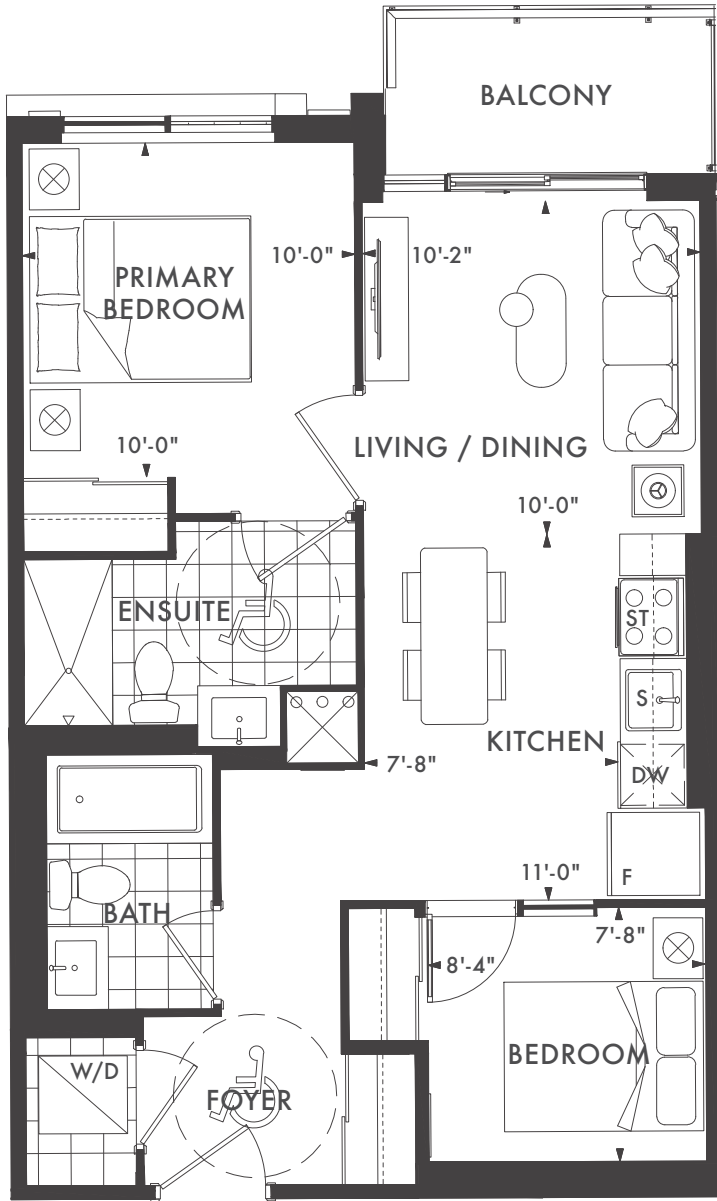 BALCONY
10'-0"
10'-2"
PRIMARY
BEDROOM
10'-0"
LIVING / DINING
10'-0"
ENSUITE
ST
S
KITCHEN
7'-8"
DW
F
11'-0"
BATH
7'-8"
8'-4"
BEDROOM
W/D
FOYER